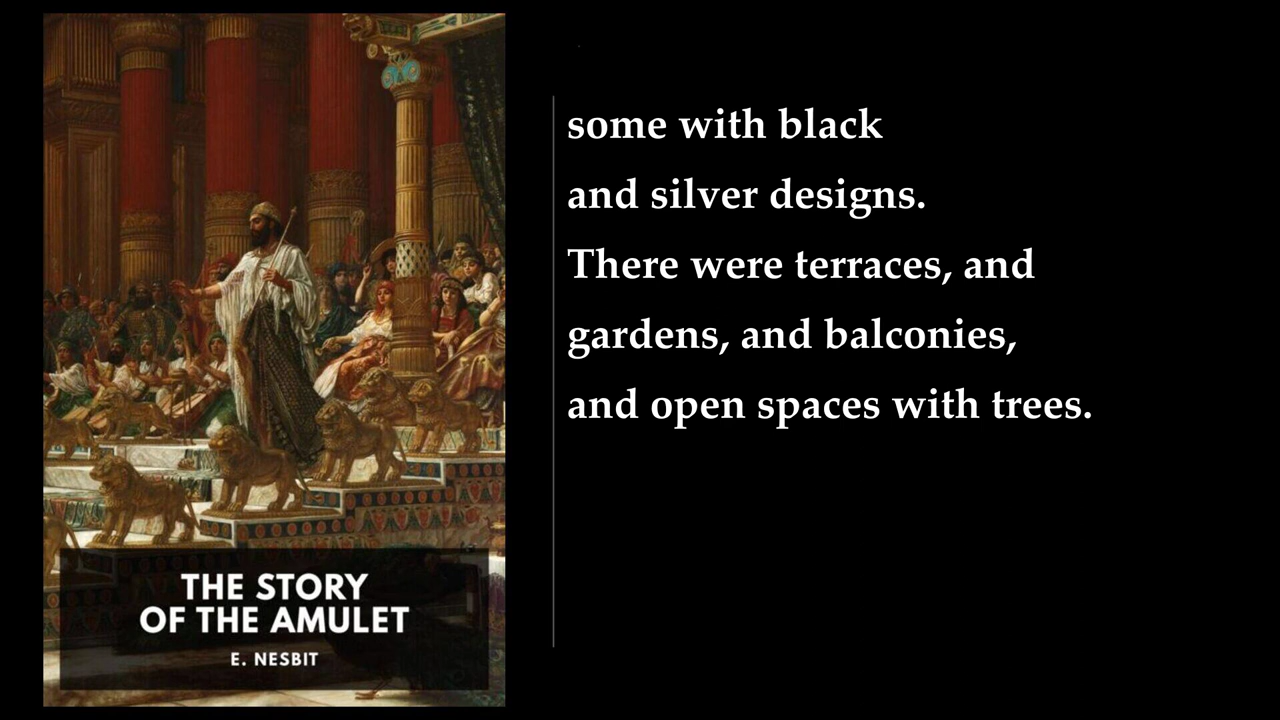 THE STORY
OF THE AMULET
E. NESBIT
some with black
and silver designs.
There were terraces, and
gardens, and balconies,
and open spaces with trees.